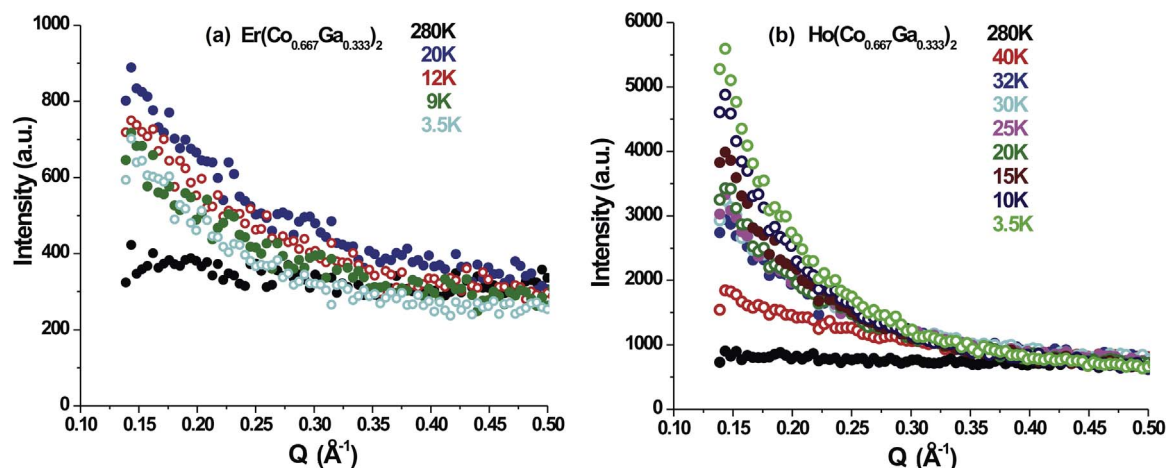 (a) Er(Co0.667Ga0.333)2
280K
20K
12K
9K
3.5K
Intensity (a.u.)
1000
800
600
400
200
0
0.10 0.15 0.20 0.25 0.30 0.35 0.40 0.45 0.50
Q (Å-1)
(b) Ho(Co0.667Ga0.333)2
280K
40K
32K
30K
25K
20K
15K
10K
3.5K
Intensity (a.u.)
6000
5000
4000
3000
2000
1000
0
0.10 0.15 0.20 0.25 0.30 0.35 0.40 0.45 0.50
Q (Å-1)